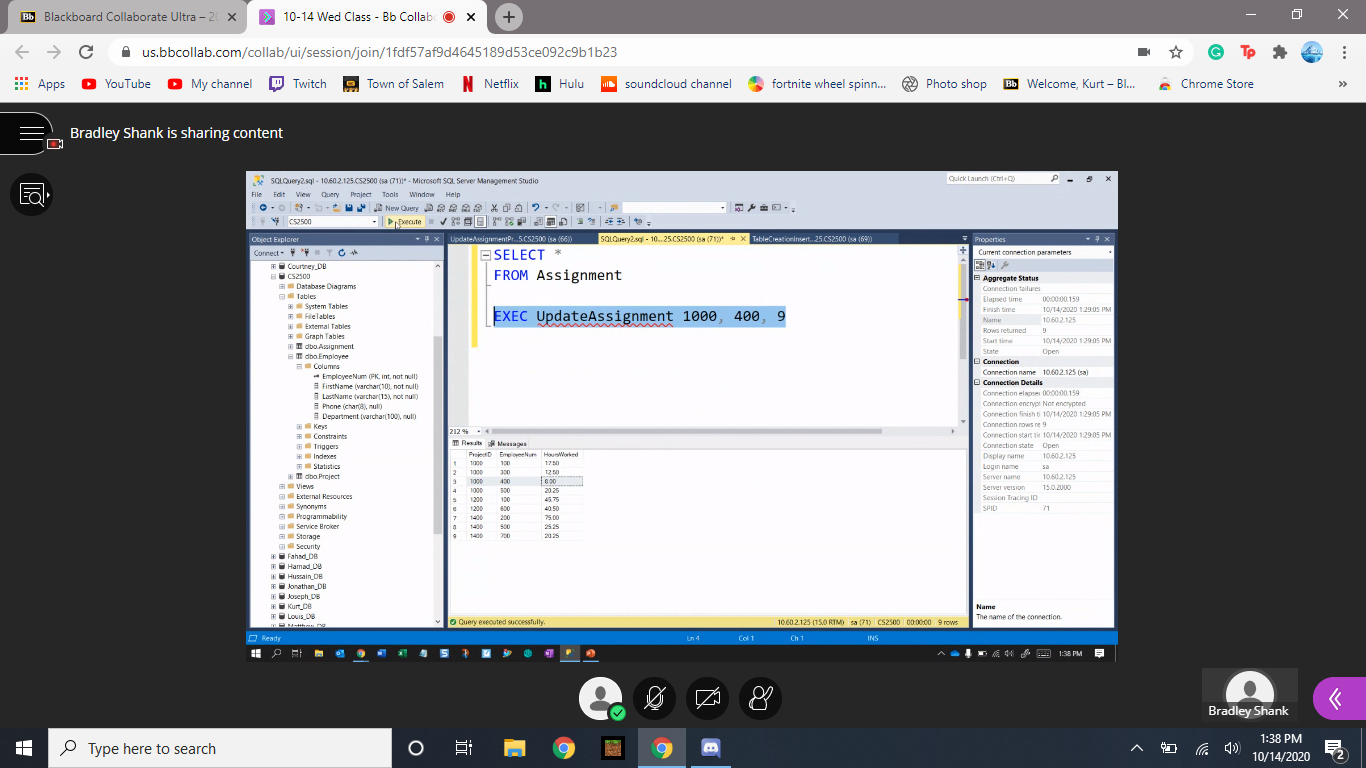 Blackboard Collaborate Ultra – 20
10-14 Wed Class - Bb Collabo
us.bbcollab.com/collab/ui/session/join/1fdf57af9d4645189d53ce092c9b1b23
Apps YouTube My channel Twitch Town of Salem Netflix Hulu soundcloud channel fortnite wheel spinn... Photo shop Welcome, Kurt – Bl... Chrome Store »
Bradley Shank is sharing content
SQLQuery2.sql - 10.60.2.125.CS2500 (sa (71))* - Microsoft SQL Server Management Studio
Quick Launch (Ctrl+Q)
File Edit View Query Project Tools Window Help
New Query
CS2500 Execute
Object Explorer
Connect
Courtney_DB
CS2500
Database Diagrams
Tables
System Tables
FileTables
External Tables
Graph Tables
dbo.Assignment
dbo.Employee
Columns
EmployeeNum (PK, int, not null)
FirstName (varchar(10), not null)
LastName (varchar(15), not null)
Phone (char(8), null)
Department (varchar(100), null)
Keys
Constraints
Triggers
Indexes
Statistics
dbo.Project
Views
External Resources
Synonyms
Programmability
Service Broker
Storage
Security
Fahad_DB
Hamad_DB
Hussain_DB
Jonathan_DB
Joseph_DB
Kurt_DB
Louis_DB
Matthew_DB
UpdateAssignmentPr...5.CS2500 (sa (66)) SQLQuery2.sql - 10....25.CS2500 (sa (71))* TableCreationInsert...25.CS2500 (sa (69))
SELECT *
FROM Assignment
EXEC UpdateAssignment 1000, 400, 9
212 %
Results Messages
ProjectID EmployeeNum HoursWorked
1 1000 100 17.50
2 1000 300 12.50
3 1000 400 8.00
4 1000 500 20.25
5 1200 100 45.75
6 1200 600 40.50
7 1400 200 75.00
8 1400 500 25.25
9 1400 700 20.25
Query executed successfully. 10.60.2.125 (15.0 RTM) sa (71) CS2500 00:00:00 9 rows
Properties
Current connection parameters
Aggregate Status
Connection failures
Elapsed time 00:00:00.159
Finish time 10/14/2020 1:29:05 PM
Name 10.60.2.125
Rows returned 9
Start time 10/14/2020 1:29:05 PM
State Open
Connection
Connection name 10.60.2.125 (sa)
Connection Details
Connection elapse 00:00:00.159
Connection encryp Not encrypted
Connection finish ti 10/14/2020 1:29:05 PM
Connection rows re 9
Connection start tir 10/14/2020 1:29:05 PM
Connection state Open
Display name 10.60.2.125
Login name sa
Server name 10.60.2.125
Server version 15.0.2000
Session Tracing ID
SPID 71
Name
The name of the connection.
Ready Ln 4 Col 1 Ch 1 INS
1:38 PM
Bradley Shank
Type here to search
1:38 PM
10/14/2020
2